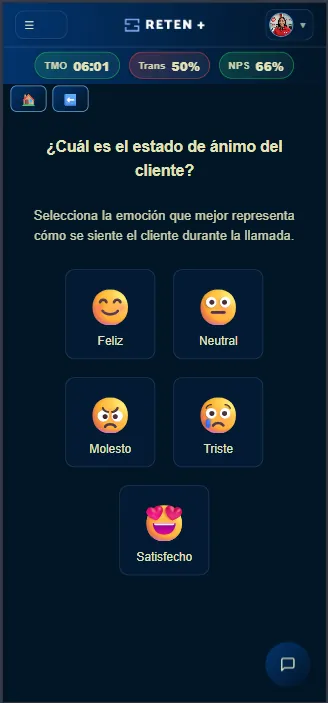 RETEN +
TMO 06:01 Trans 50% NPS 66%
¿Cuál es el estado de ánimo del
cliente?
Selecciona la emoción que mejor representa
cómo se siente el cliente durante la llamada.
Feliz Neutral
Molesto Triste
Satisfecho